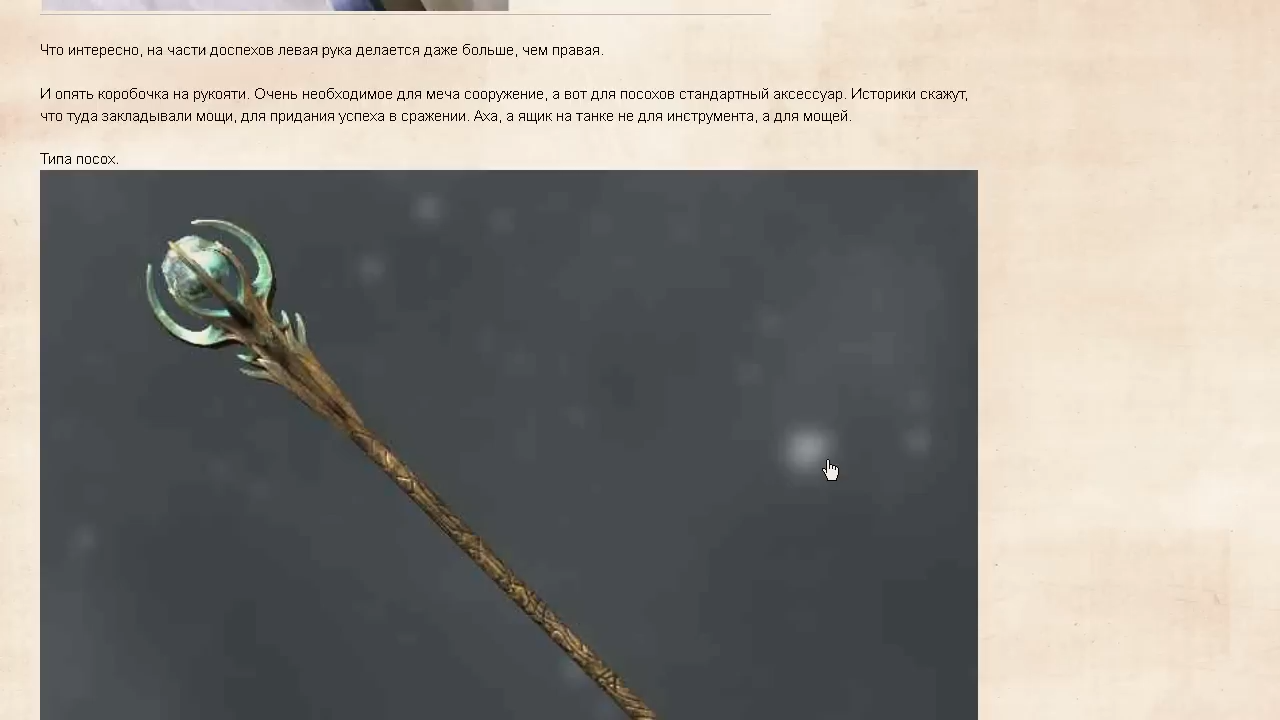 Что интересно, на части доспехов левая рука делается даже больше, чем правая.
И опять коробочка на рукояти. Очень необходимое для меча сооружение, а вот для посохов стандартный аксессуар. Историки скажут,
что туда закладывали мощи, для придания успеха в сражении. Аха, а ящик на танке не для инструмента, а для мощей.
Типа посох.